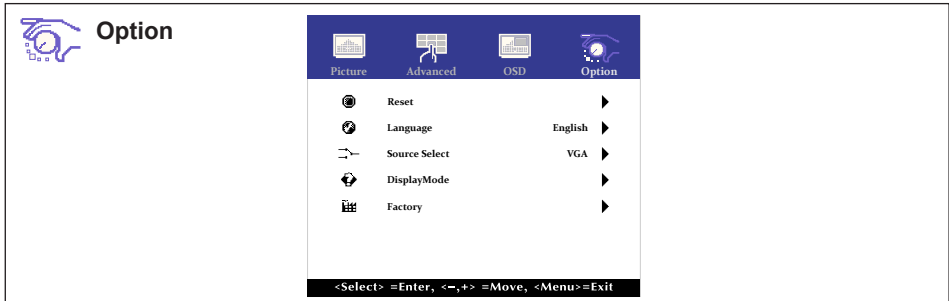 Option
Picture Advanced OSD Option
Reset
Language English
Source Select VGA
DisplayMode
Factory
<Select> =Enter, <−,+> =Move, <Menu>=Exit